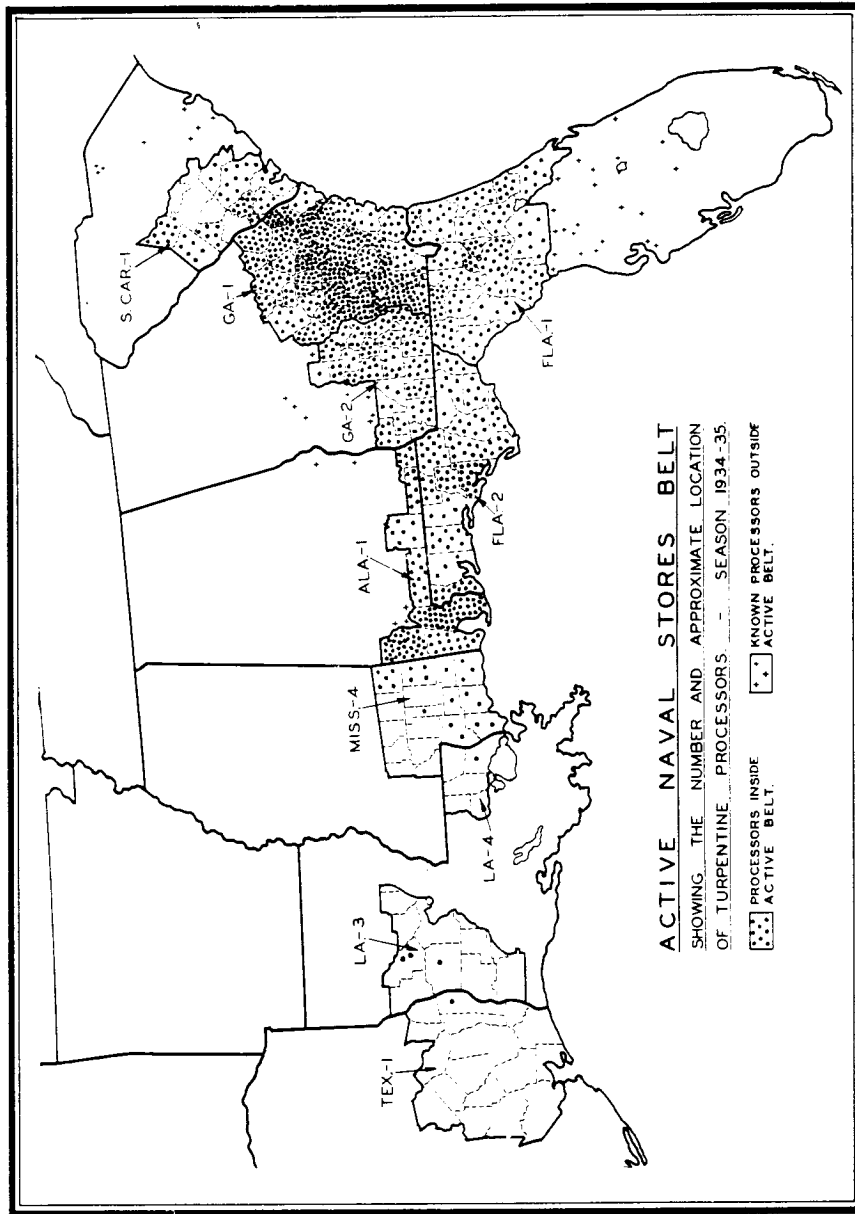 ACTIVE NAVAL STORES BELT
SHOWING THE NUMBER AND APPROXIMATE LOCATION
OF TURPENTINE PROCESSORS - SEASON 1934-35.
PROCESSORS INSIDE
ACTIVE BELT.
KNOWN PROCESSORS OUTSIDE
ACTIVE BELT.
TEX.-1
LA-3
LA-4
MISS-4
ALA-1
FLA-2
GA-2
GA-1
S. CAR-1
FLA-1